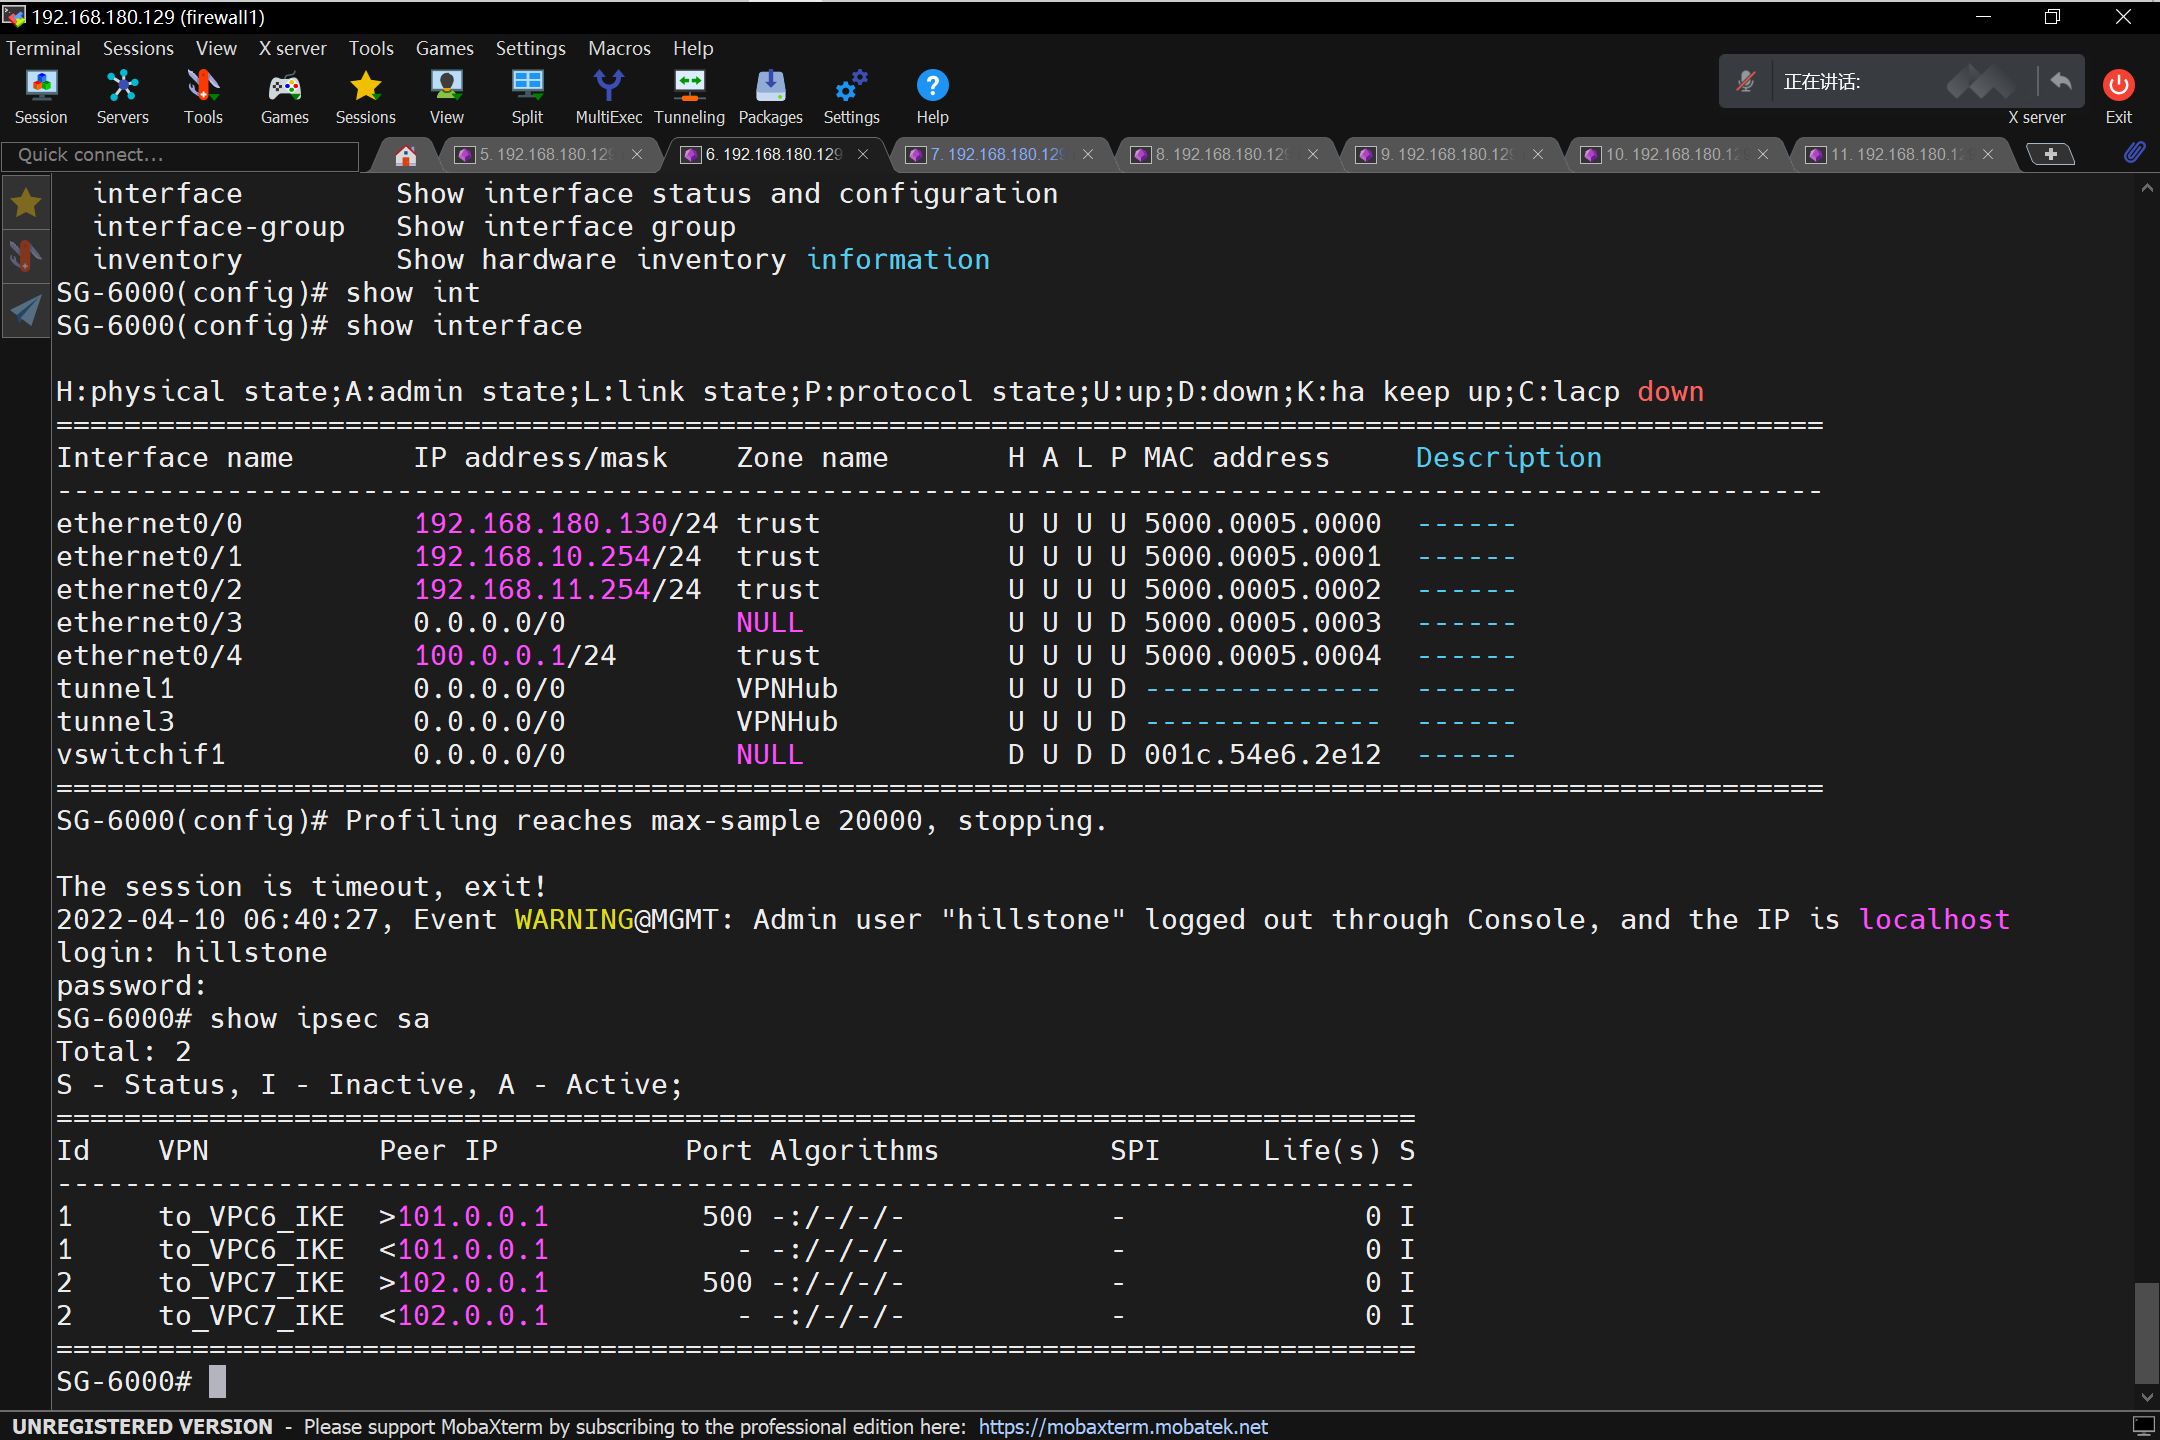 192.168.180.129 (firewall1)
Terminal Sessions View X server Tools Games Settings Macros Help
正在讲话:
Session Servers Tools Games Sessions View Split MultiExec Tunneling Packages Settings Help X server Exit
Quick connect...
5. 192.168.180.129
6. 192.168.180.129
7. 192.168.180.129
8. 192.168.180.129
9. 192.168.180.129
10. 192.168.180.12
11. 192.168.180.12
interface Show interface status and configuration
interface-group Show interface group
inventory Show hardware inventory information
SG-6000(config)# show int
SG-6000(config)# show interface
H:physical state;A:admin state;L:link state;P:protocol state;U:up;D:down;K:ha keep up;C:lacp down
=========================================================================================================
Interface name IP address/mask Zone name H A L P MAC address Description
---------------------------------------------------------------------------------------------------------
ethernet0/0 192.168.180.130/24 trust U U U U 5000.0005.0000 ------
ethernet0/1 192.168.10.254/24 trust U U U U 5000.0005.0001 ------
ethernet0/2 192.168.11.254/24 trust U U U U 5000.0005.0002 ------
ethernet0/3 0.0.0.0/0 NULL U U U D 5000.0005.0003 ------
ethernet0/4 100.0.0.1/24 trust U U U U 5000.0005.0004 ------
tunnel1 0.0.0.0/0 VPNHub U U U D -------------- ------
tunnel3 0.0.0.0/0 VPNHub U U U D -------------- ------
vswitchif1 0.0.0.0/0 NULL D U D D 001c.54e6.2e12 ------
=========================================================================================================
SG-6000(config)# Profiling reaches max-sample 20000, stopping.
The session is timeout, exit!
2022-04-10 06:40:27, Event WARNING@MGMT: Admin user "hillstone" logged out through Console, and the IP is localhost
login: hillstone
password:
SG-6000# show ipsec sa
Total: 2
S - Status, I - Inactive, A - Active;
================================================================================
Id VPN Peer IP Port Algorithms SPI Life(s) S
--------------------------------------------------------------------------------
1 to_VPC6_IKE >101.0.0.1 500 -:/-/-/- - 0 I
1 to_VPC6_IKE <101.0.0.1 - -:/-/-/- - 0 I
2 to_VPC7_IKE >102.0.0.1 500 -:/-/-/- - 0 I
2 to_VPC7_IKE <102.0.0.1 - -:/-/-/- - 0 I
================================================================================
SG-6000#
UNREGISTERED VERSION - Please support MobaXterm by subscribing to the professional edition here: https://mobaxterm.mobatek.net